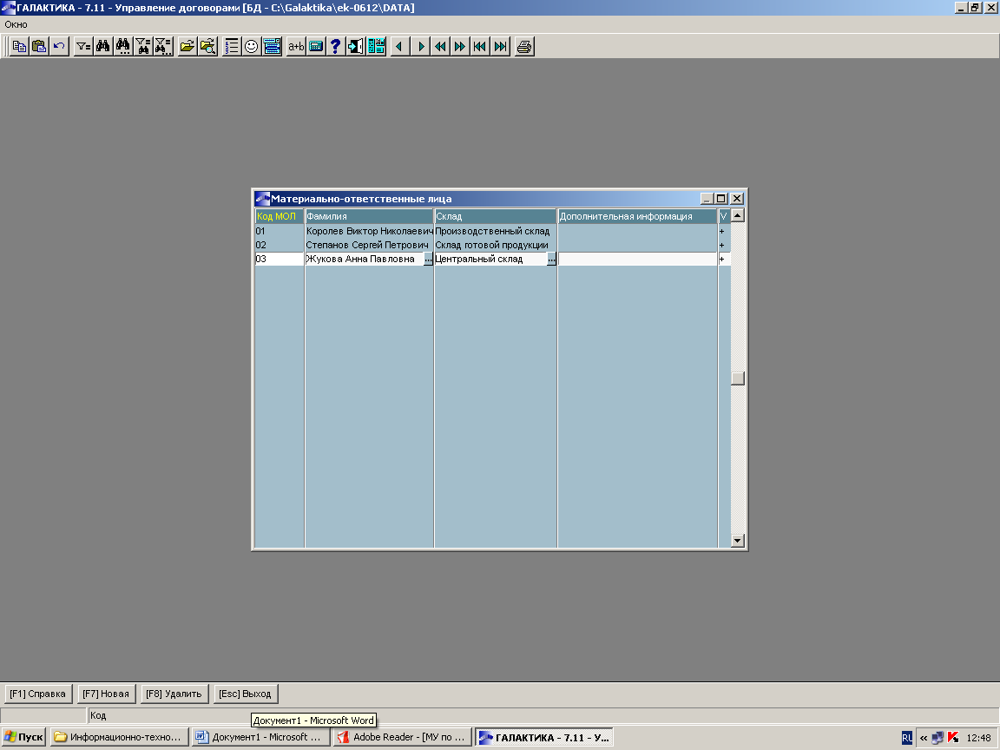 ГАЛАКТИКА - 7.11 - Управление договорами [БД - C:\Galaktika\ek-0612\DATA]
Окно
a+b
Материально-ответственные лица
Код МОЛ Фамилия Склад Дополнительная информация V
01 Королев Виктор Николаевич Производственный склад +
02 Степанов Сергей Петрович Склад готовой продукции +
03 Жукова Анна Павловна ... Центральный склад ... +
[F1] Справка [F7] Новая [F8] Удалить [Esc] Выход
Код
Документ1 - Microsoft Word
Пуск Информационно-техно... Документ1 - Microsoft ... Adobe Reader - [МУ по ... ГАЛАКТИКА - 7.11 - У... RU « 12:48